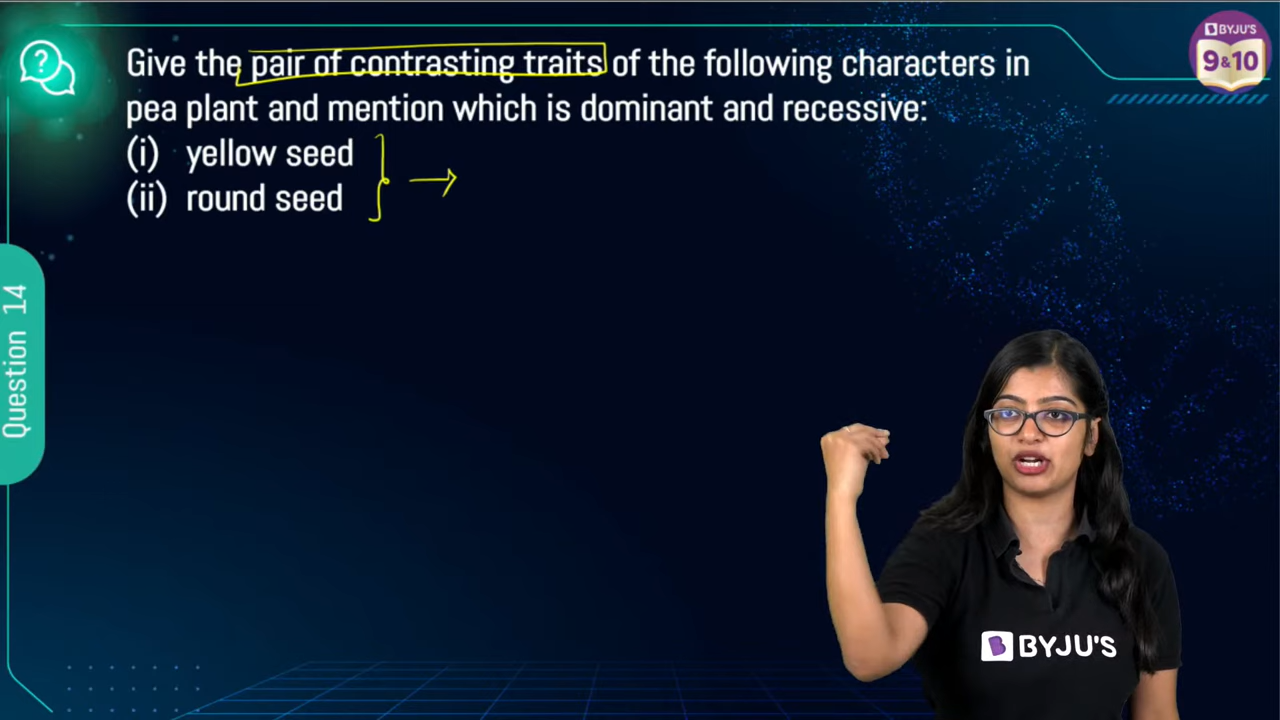 BYJU'S
9&10
Give the pair of contrasting traits of the following characters in
pea plant and mention which is dominant and recessive:
(i) yellow seed
(ii) round seed
Question 14
BYJU'S